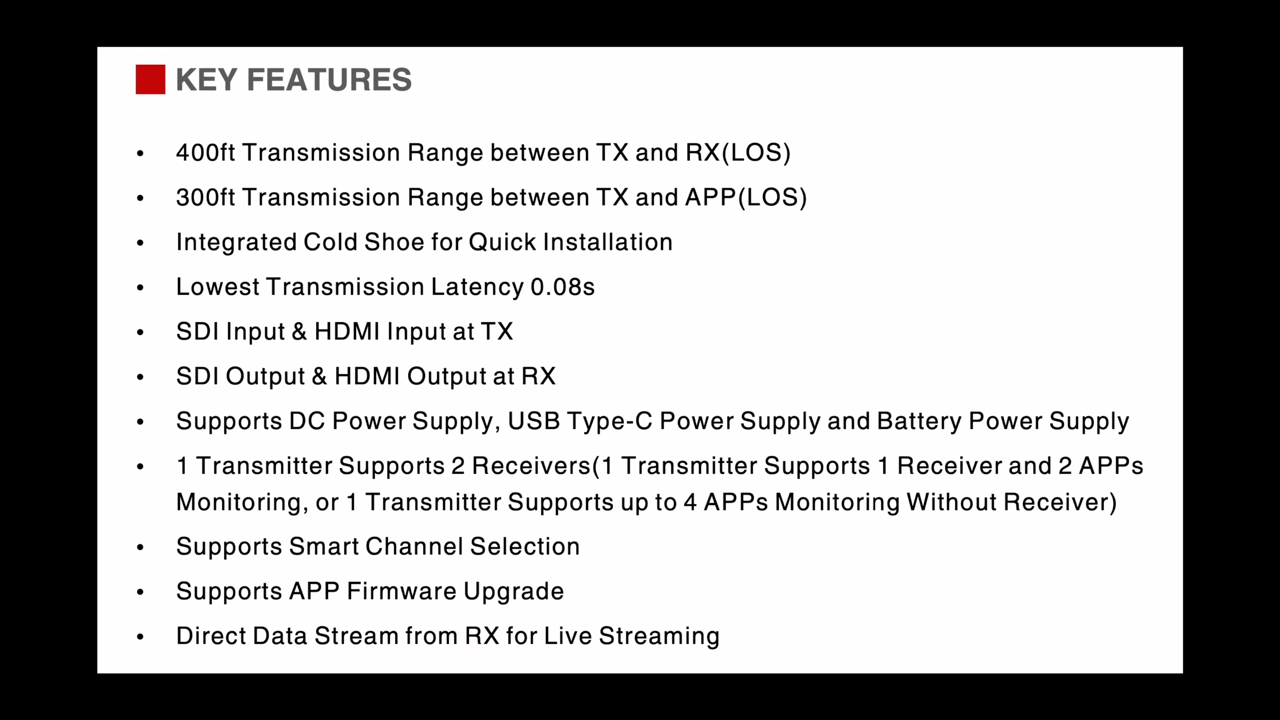 KEY FEATURES
• 400ft Transmission Range between TX and RX(LOS)
• 300ft Transmission Range between TX and APP(LOS)
• Integrated Cold Shoe for Quick Installation
• Lowest Transmission Latency 0.08s
• SDI Input & HDMI Input at TX
• SDI Output & HDMI Output at RX
• Supports DC Power Supply, USB Type-C Power Supply and Battery Power Supply
• 1 Transmitter Supports 2 Receivers(1 Transmitter Supports 1 Receiver and 2 APPs
Monitoring, or 1 Transmitter Supports up to 4 APPs Monitoring Without Receiver)
• Supports Smart Channel Selection
• Supports APP Firmware Upgrade
• Direct Data Stream from RX for Live Streaming